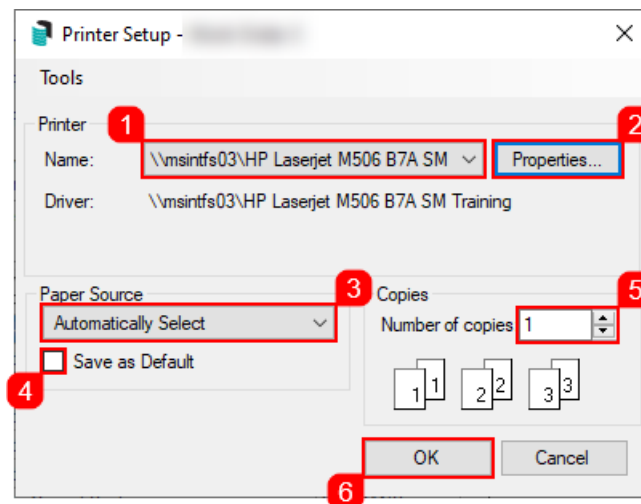 Printer Setup -
Tools
Printer
1
2
Name: \\msintfs03\HP Laserjet M506 B7A SM Properties...
Driver: \\msintfs03\HP Laserjet M506 B7A SM Training
Paper Source 3 Copies 5
Automatically Select Number of copies 1
4 Save as Default
1 1 2 2 3 3
OK Cancel
6